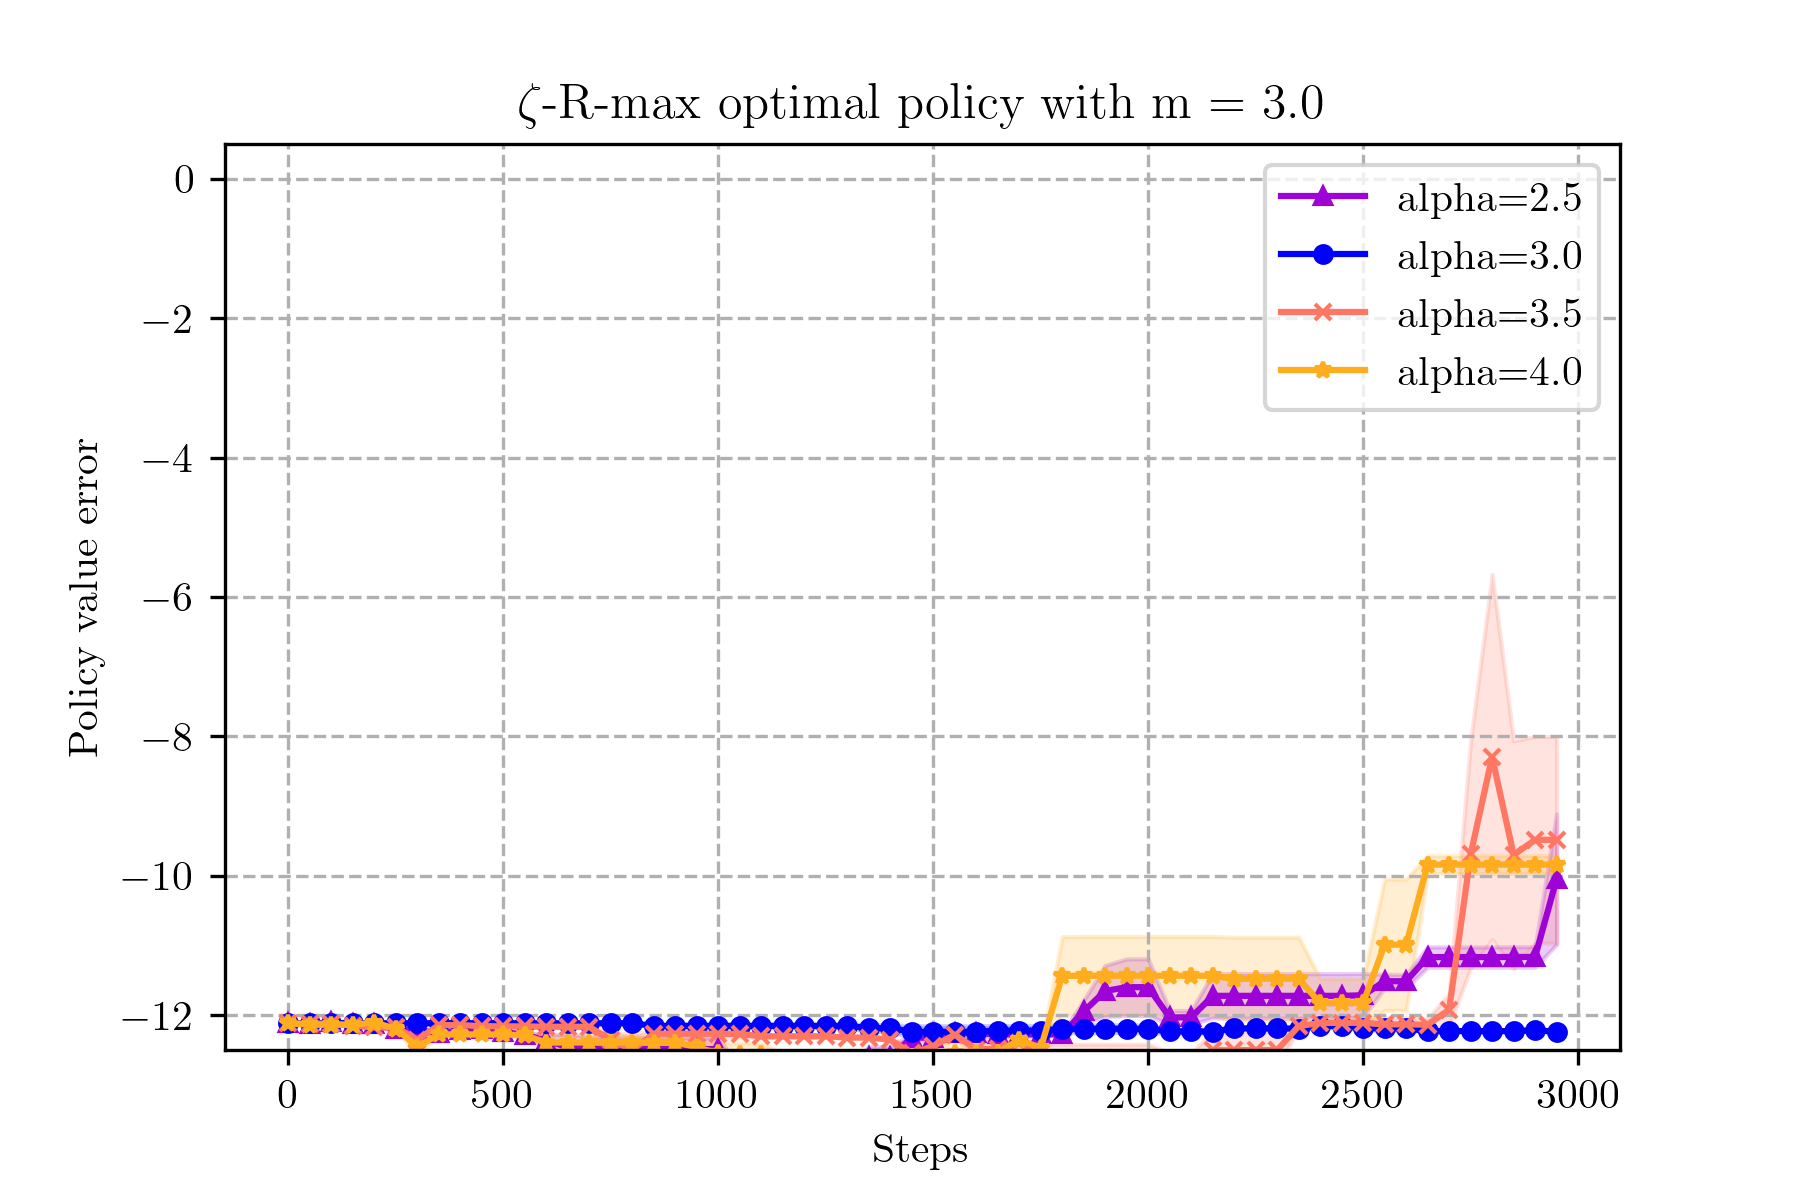 ζ-R-max optimal policy with m = 3.0
0
−2
−4
−6
−8
−10
−12
Policy value error
alpha=2.5
alpha=3.0
alpha=3.5
alpha=4.0
0 500 1000 1500 2000 2500 3000
Steps